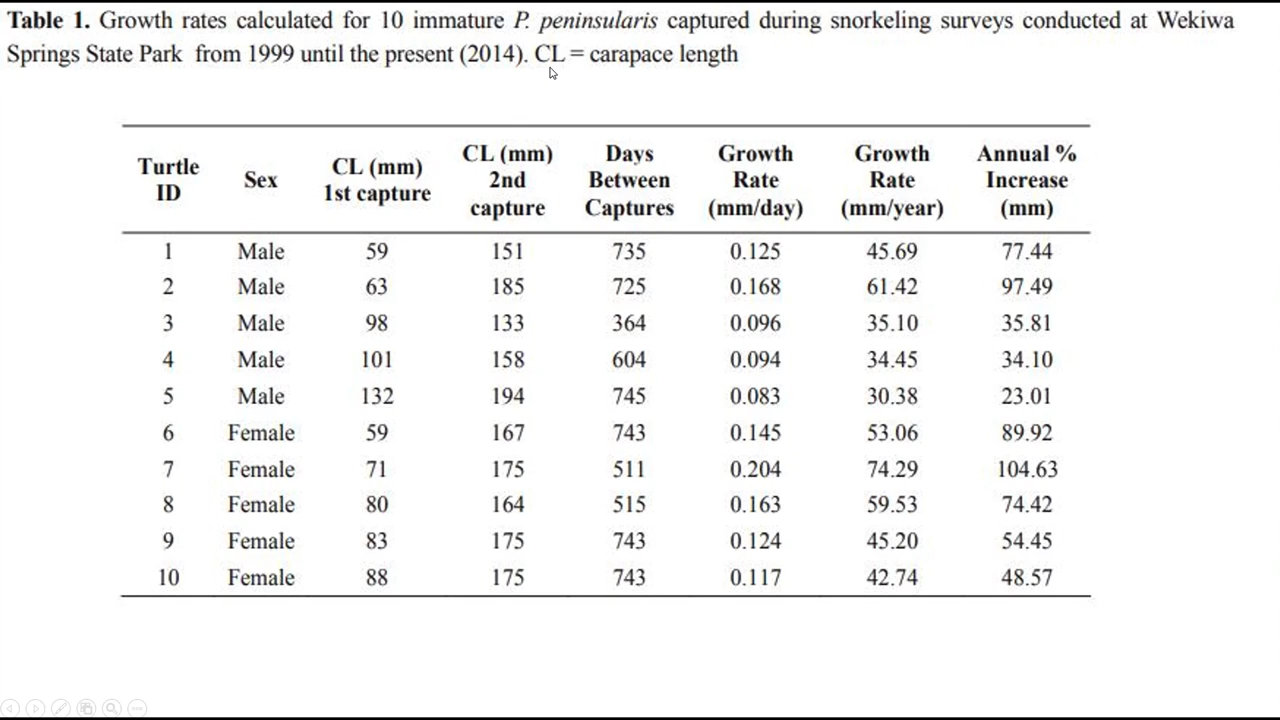 Table 1. Growth rates calculated for 10 immature P. peninsularis captured during snorkeling surveys conducted at Wekiwa
Springs State Park from 1999 until the present (2014). CL = carapace length
Turtle ID Sex CL (mm) 1st capture CL (mm) 2nd capture Days Between Captures Growth Rate (mm/day) Growth Rate (mm/year) Annual % Increase (mm)
1 Male 59 151 735 0.125 45.69 77.44
2 Male 63 185 725 0.168 61.42 97.49
3 Male 98 133 364 0.096 35.10 35.81
4 Male 101 158 604 0.094 34.45 34.10
5 Male 132 194 745 0.083 30.38 23.01
6 Female 59 167 743 0.145 53.06 89.92
7 Female 71 175 511 0.204 74.29 104.63
8 Female 80 164 515 0.163 59.53 74.42
9 Female 83 175 743 0.124 45.20 54.45
10 Female 88 175 743 0.117 42.74 48.57